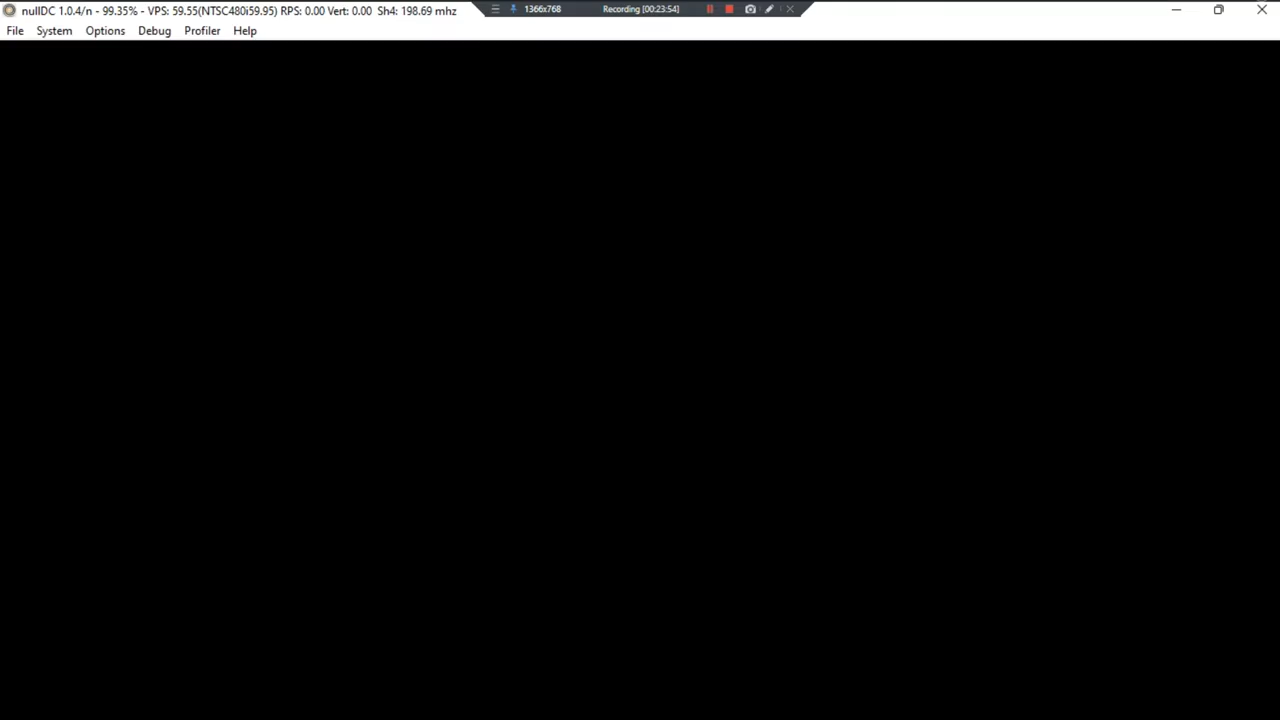 nullDC 1.0.4/n - 99.35% - VPS: 59.55(NTSC480i59.95) RPS: 0.00 Vert: 0.00 Sh4: 198.69 mhz
1366x768 Recording [00:23:54]
File System Options Debug Profiler Help